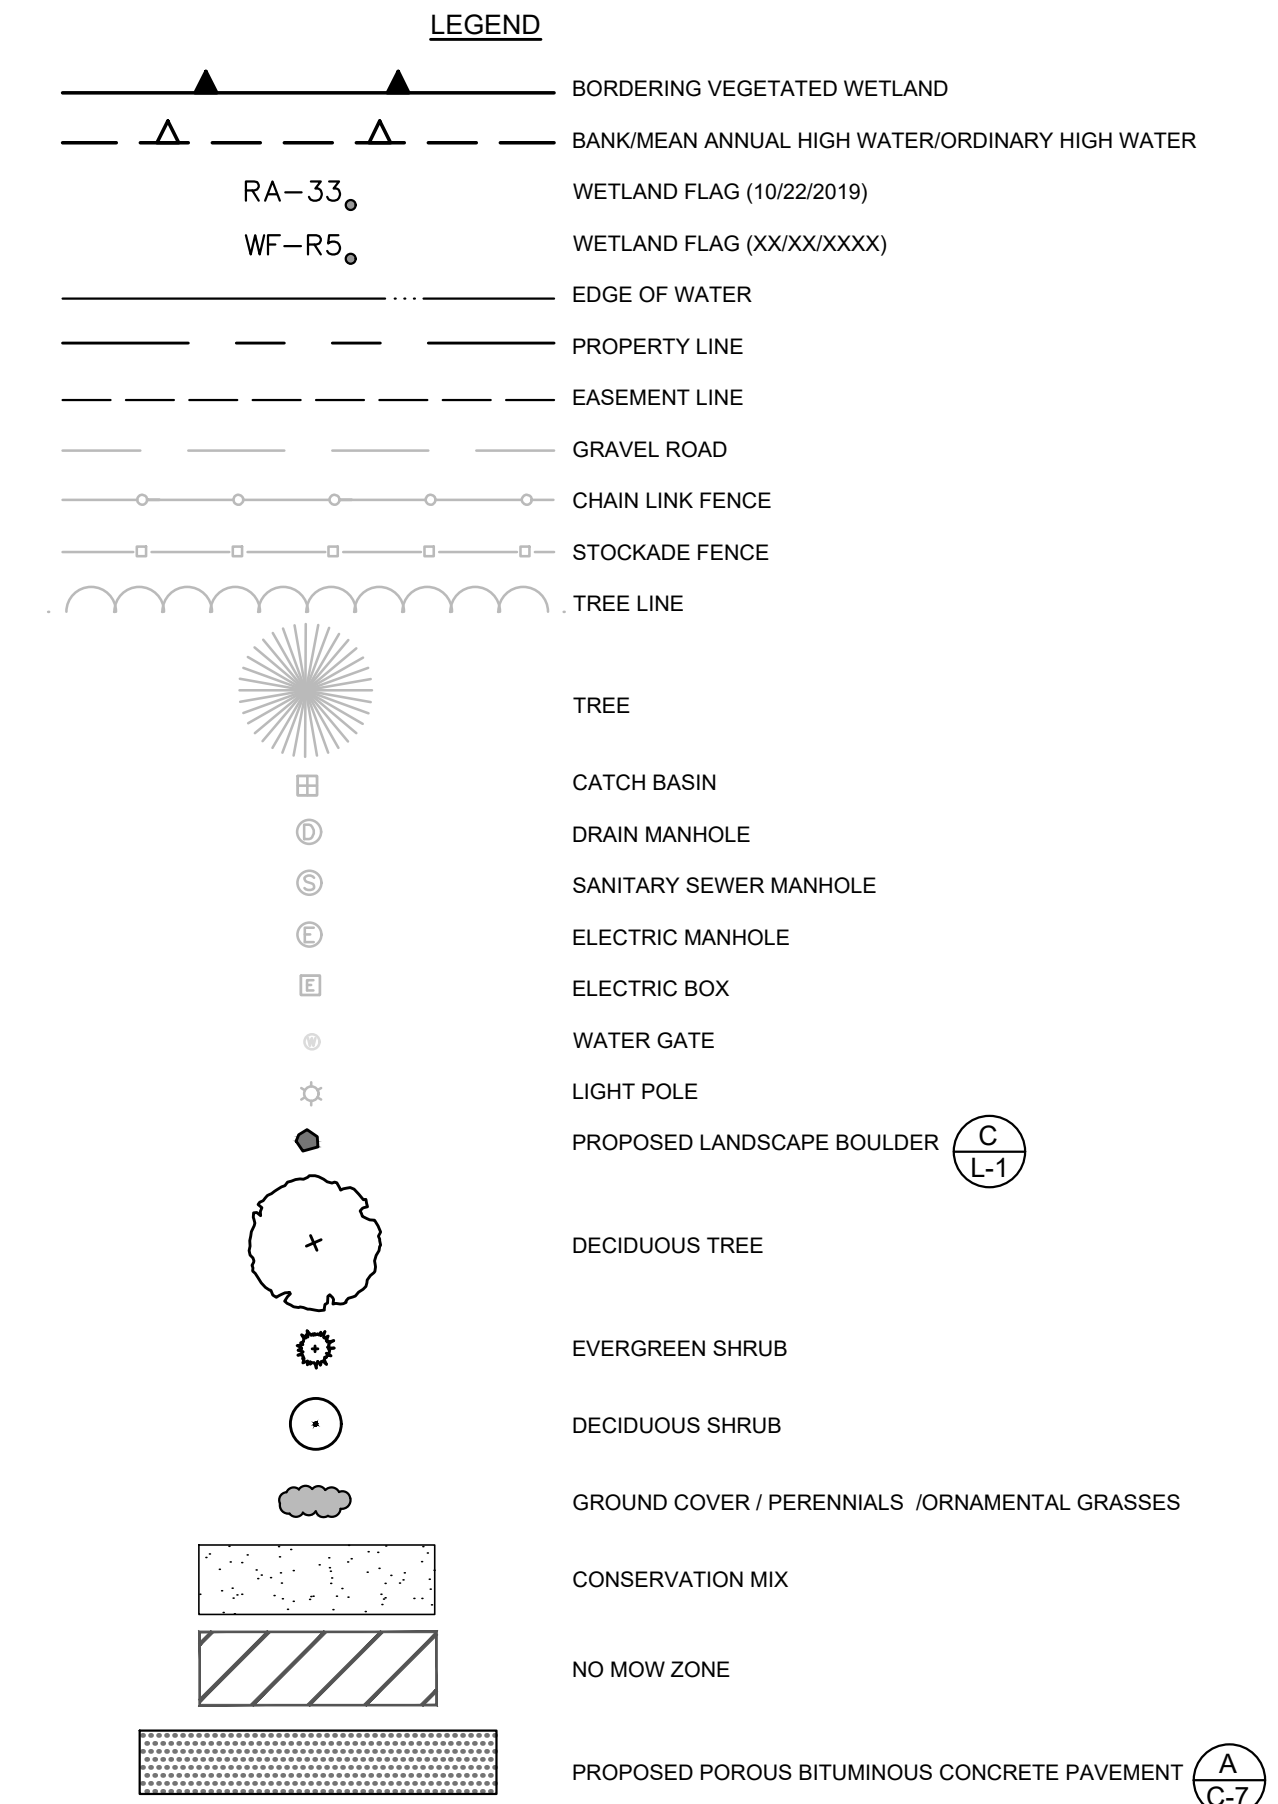 LEGEND
BORDERING VEGETATED WETLAND
BANK/MEAN ANNUAL HIGH WATER/ORDINARY HIGH WATER
RA-33 WETLAND FLAG (10/22/2019)
WF-R5 WETLAND FLAG (XX/XX/XXXX)
EDGE OF WATER
PROPERTY LINE
EASEMENT LINE
GRAVEL ROAD
CHAIN LINK FENCE
STOCKADE FENCE
TREE LINE
TREE
CATCH BASIN
D DRAIN MANHOLE
S SANITARY SEWER MANHOLE
E ELECTRIC MANHOLE
E ELECTRIC BOX
W WATER GATE
LIGHT POLE
PROPOSED LANDSCAPE BOULDER C
L-1
DECIDUOUS TREE
EVERGREEN SHRUB
DECIDUOUS SHRUB
GROUND COVER / PERENNIALS /ORNAMENTAL GRASSES
CONSERVATION MIX
NO MOW ZONE
PROPOSED POROUS BITUMINOUS CONCRETE PAVEMENT A
C-7